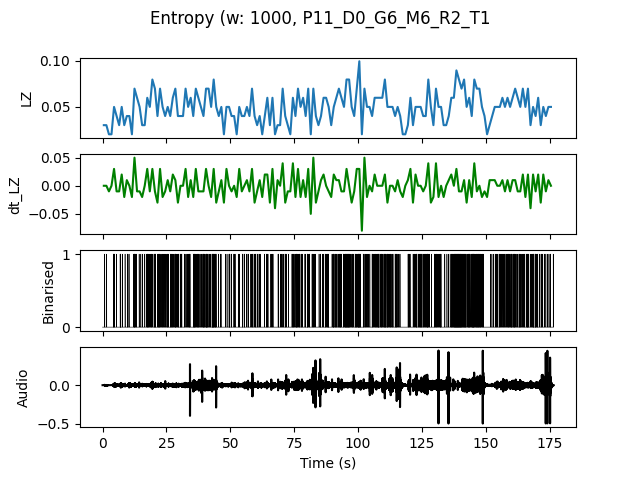 Entropy (w: 1000, P11_D0_G6_M6_R2_T1
0.10
0.05
LZ
0.05
0.00
−0.05
dt_LZ
1
0
Binarised
0.0
−0.5
Audio
0 25 50 75 100 125 150 175
Time (s)